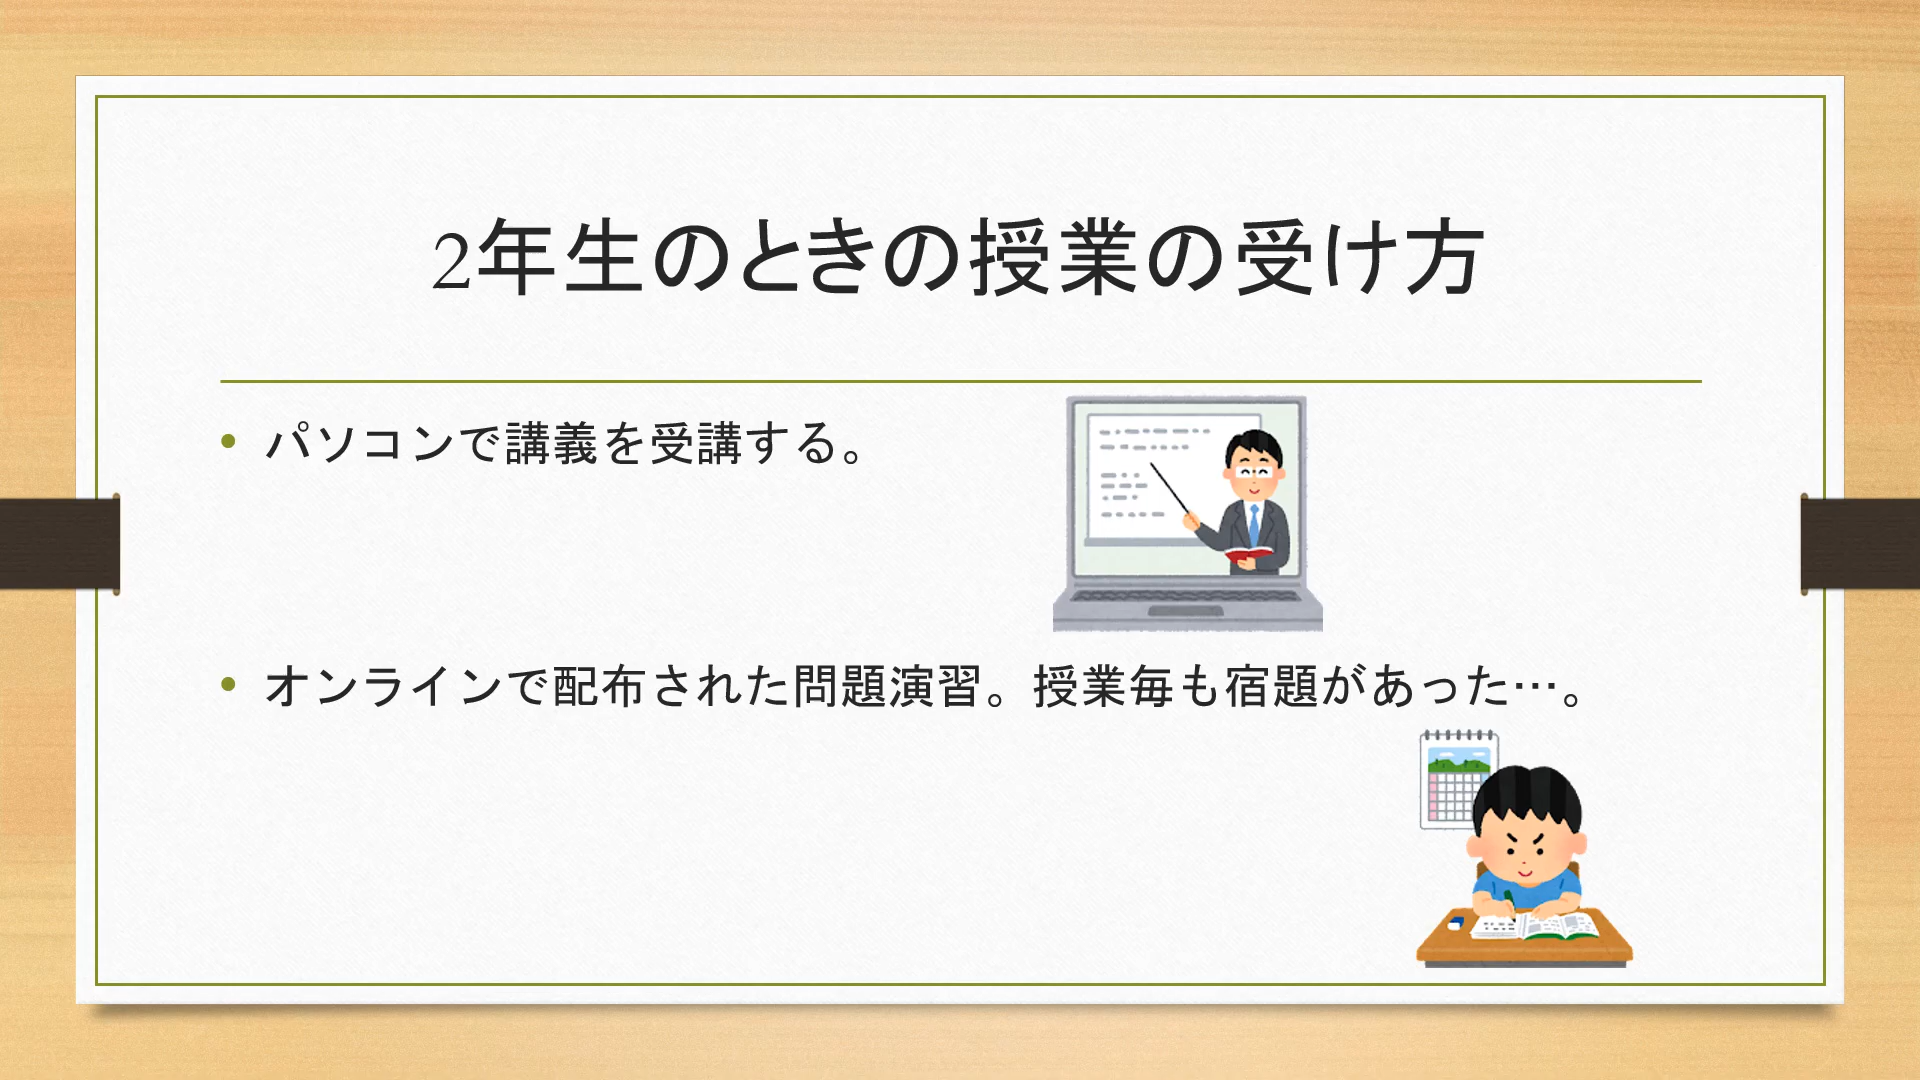 2年生のときの授業の受け方
• パソコンで講義を受講する。
• オンラインで配布された問題演習。授業毎も宿題があった…。